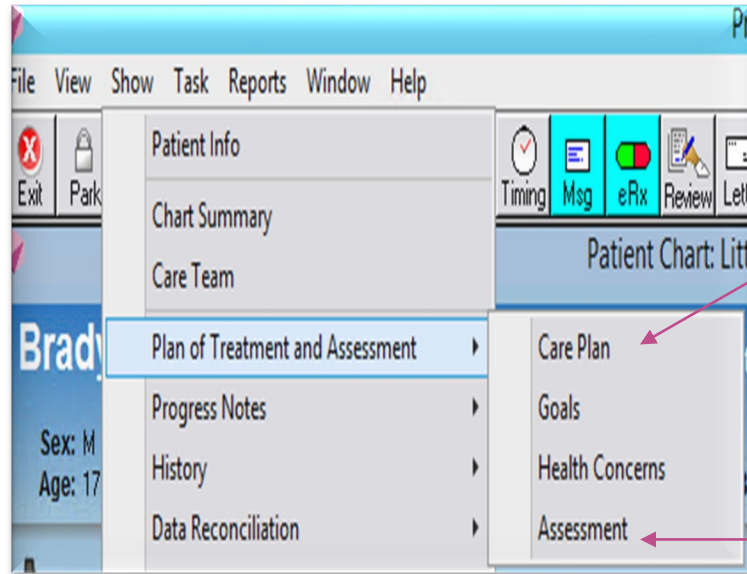 Pr
File View Show Task Reports Window Help
Exit Park Timing Msg eRx Review Lett
Patient Info
Chart Summary
Care Team
Plan of Treatment and Assessment
Progress Notes
History
Data Reconciliation
Patient Chart: Litt
Brady
Sex: M
Age: 17
Care Plan
Goals
Health Concerns
Assessment